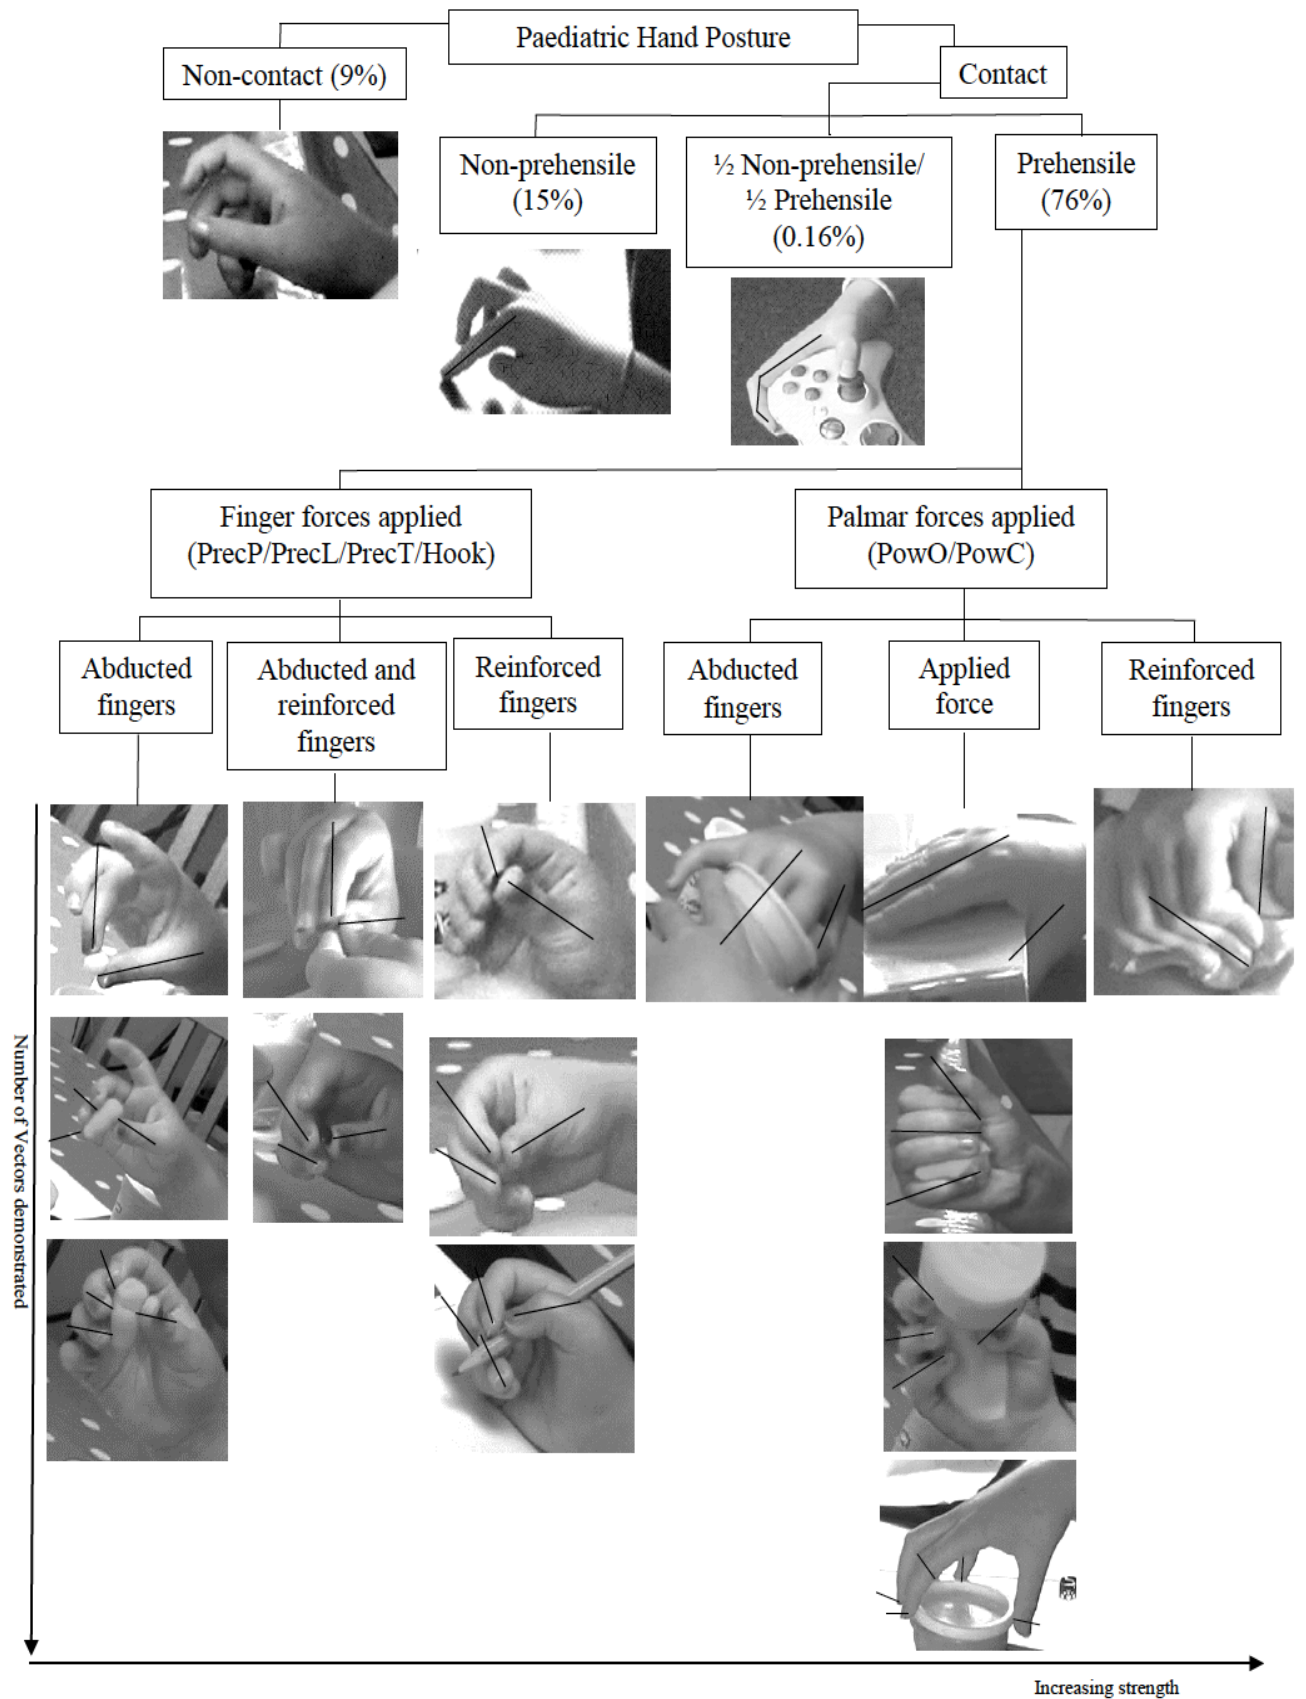 Paediatric Hand Posture
Non-contact (9%)
Contact
Non-prehensile
(15%)
½ Non-prehensile/
½ Prehensile
(0.16%)
Prehensile
(76%)
Finger forces applied
(PrecP/PrecL/PrecT/Hook)
Palmar forces applied
(PowO/PowC)
Abducted
fingers
Abducted and
reinforced
fingers
Reinforced
fingers
Abducted
fingers
Applied
force
Reinforced
fingers
Number of Vectors demonstrated
Increasing strength